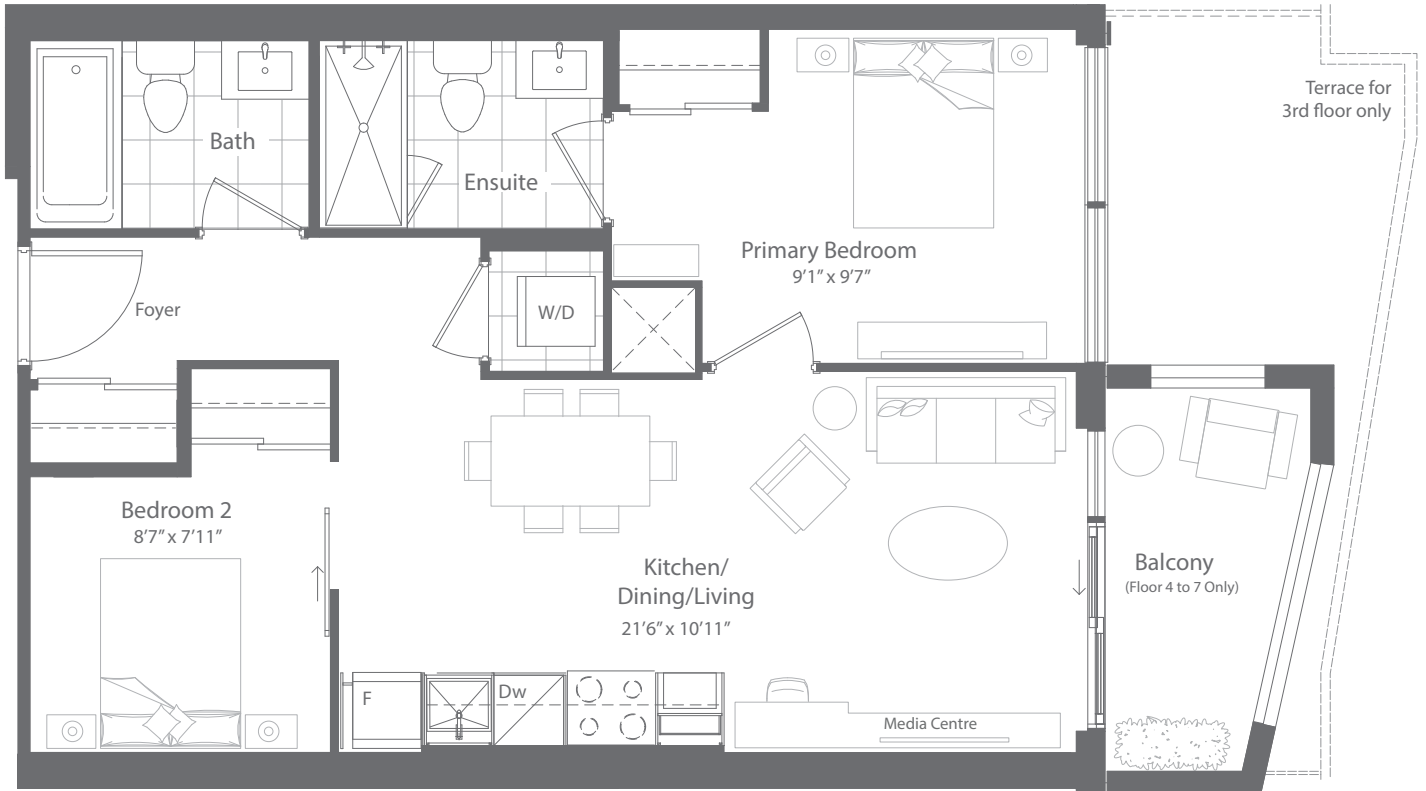 Terrace for
3rd floor only
Bath
Ensuite
Primary Bedroom
9’1” x 9’7”
Foyer
W/D
Bedroom 2
8’7” x 7’11”
Kitchen/
Dining/Living
21’6” x 10’11”
Balcony
(Floor 4 to 7 Only)
F
Dw
Media Centre